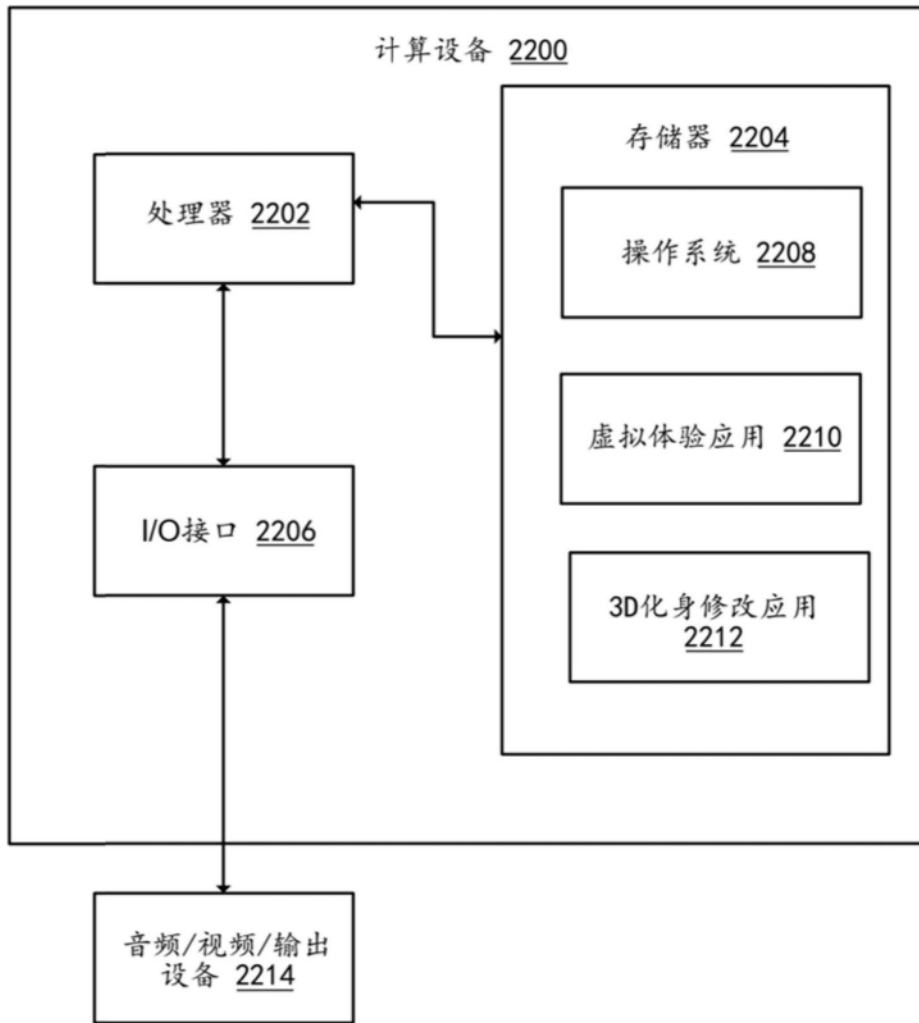 计算设备 2200
存储器 2204
处理器 2202
操作系统 2208
虚拟体验应用 2210
I/O接口 2206
3D化身修改应用
2212
音频/视频/输出
设备 2214